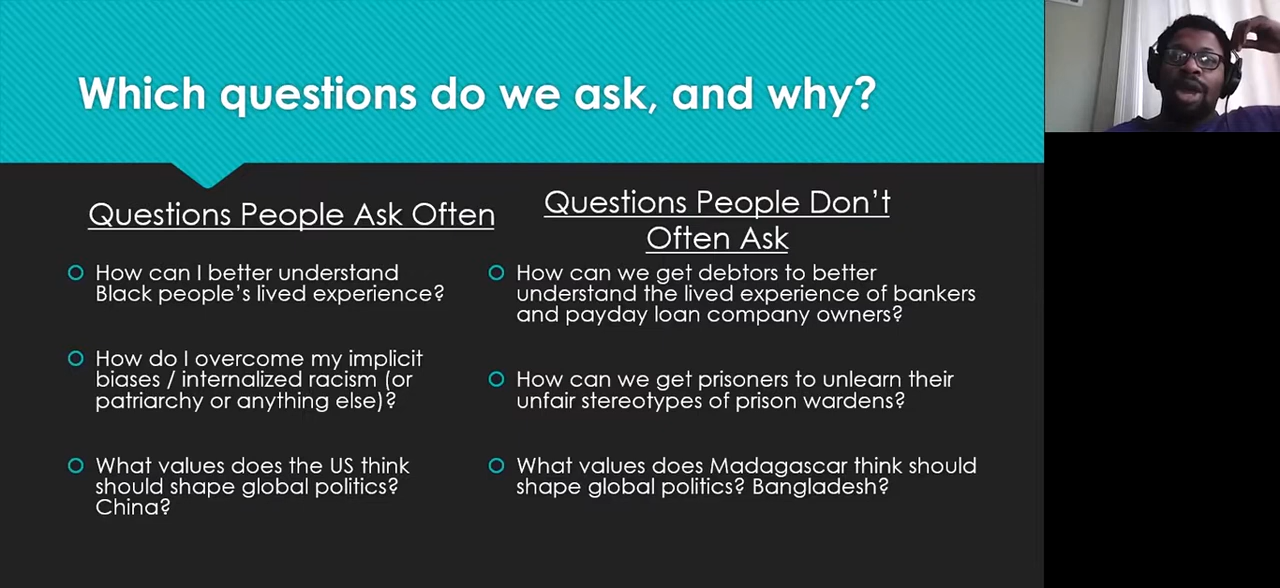 Which questions do we ask, and why?
Questions People Ask Often
How can I better understand
Black people’s lived experience?
How do I overcome my implicit
biases / internalized racism (or
patriarchy or anything else)?
What values does the US think
should shape global politics?
China?
Questions People Don’t
Often Ask
How can we get debtors to better
understand the lived experience of bankers
and payday loan company owners?
How can we get prisoners to unlearn their
unfair stereotypes of prison wardens?
What values does Madagascar think should
shape global politics? Bangladesh?